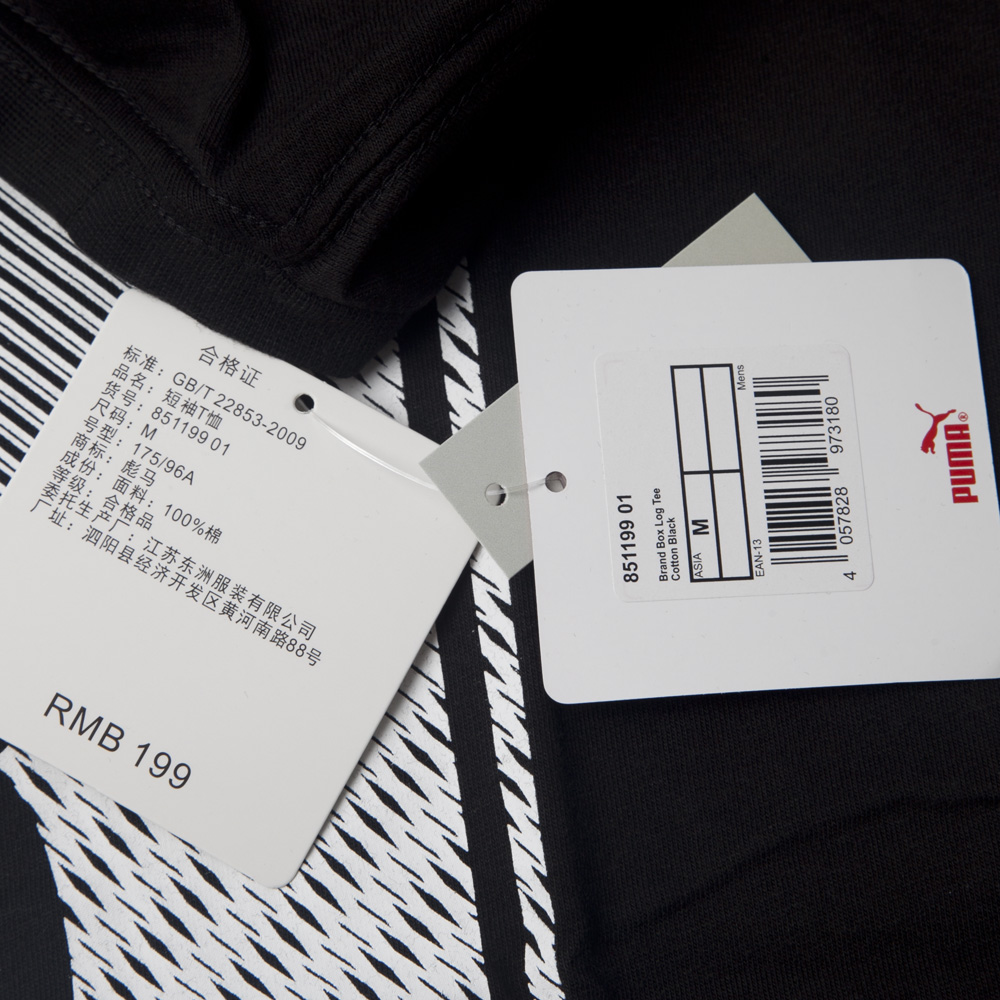 合格证
标准: GB/T 22853-2009
品名: 短袖T恤
货号: 851199 01
尺码: M
号型: 175/96A
商标: 彪马
成份: 面料: 100%棉
等级: 合格品
委托生产厂: 江苏东洲服装有限公司
厂址: 泗阳县经济开发区黄河南路88号
RMB 199
851199 01
Brand Box Log Tee
Cotton Black
ASIA M
Mens
EAN-13
4 057828 973180
PUMA®